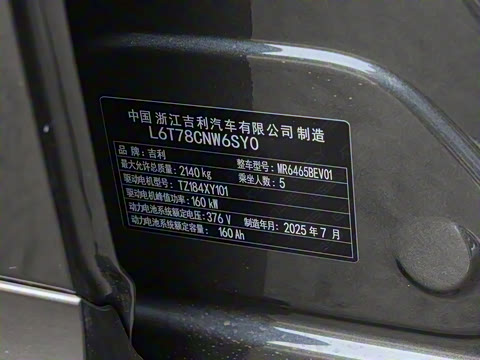 中国 浙江吉利汽车有限公司 制造
L6T78CNW6SY0
品牌：吉利 整车型号：MR6465BEV01
最大允许总质量：2140 kg 乘坐人数：5
驱动电机型号：TZ184XY101
驱动电机峰值功率：160 kW
动力电池系统额定电压：376 V 制造年月：2025 年 7 月
动力电池系统额定容量：160 Ah